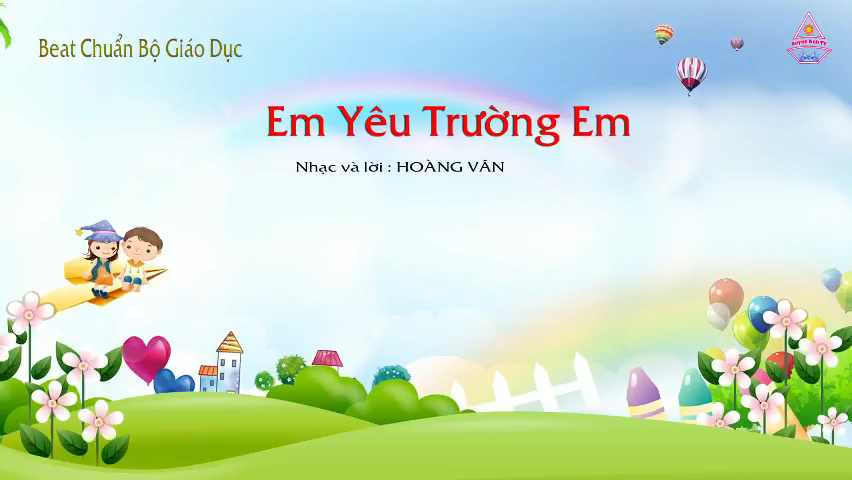 Beat Chuẩn Bộ Giáo Dục
Em Yêu Trường Em
Nhạc và lời : HOÀNG VÂN